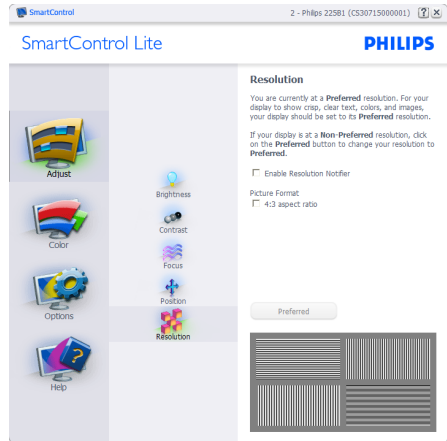 SmartControl
2 - Philips 225B1 (CS30715000001)
SmartControl Lite
PHILIPS
Adjust
Color
Options
Help
Brightness
Contrast
Focus
Position
Resolution
Resolution
You are currently at a Preferred resolution. For your
display to show crisp, clear text, colors, and images,
your display should be set to its Preferred resolution.
If your display is at a Non-Preferred resolution, click
on the Preferred button to change your resolution to
Preferred.
Enable Resolution Notifier
Picture Format
4:3 aspect ratio
Preferred